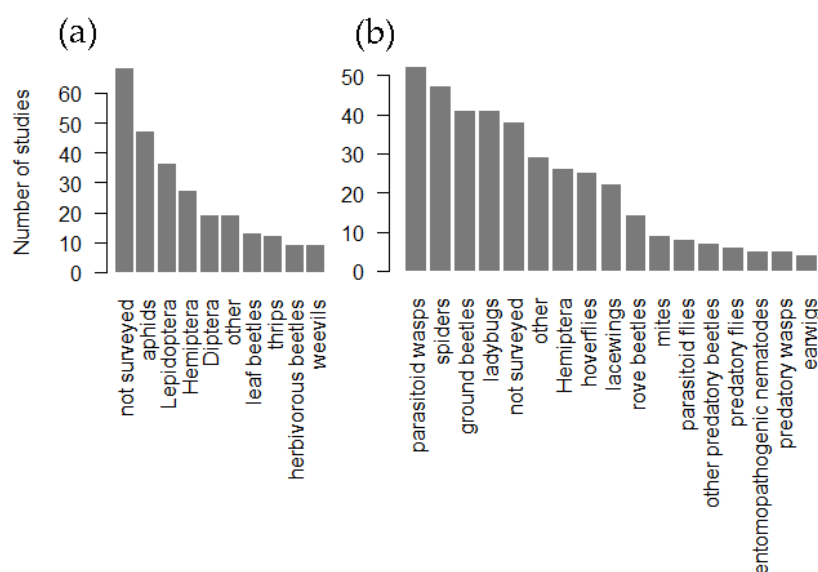 (a)
Number of studies
60
50
40
30
20
10
0
not surveyed
aphids
Lepidoptera
Hemiptera
Diptera
other
leaf beetles
thrips
herbivorous beetles
weevils
(b)
50
40
30
20
10
0
parasitoid wasps
spiders
ground beetles
ladybugs
not surveyed
other
Hemiptera
hoverflies
lacewings
rove beetles
mites
parasitoid flies
other predatory beetles
predatory flies
entomopathogenic nematodes
predatory wasps
earwigs